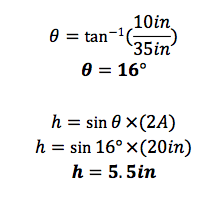 θ = tan⁻¹(10in/35in)
θ = 16°
h = sin θ ×(2A)
h = sin 16° ×(20in)
h = 5.5in